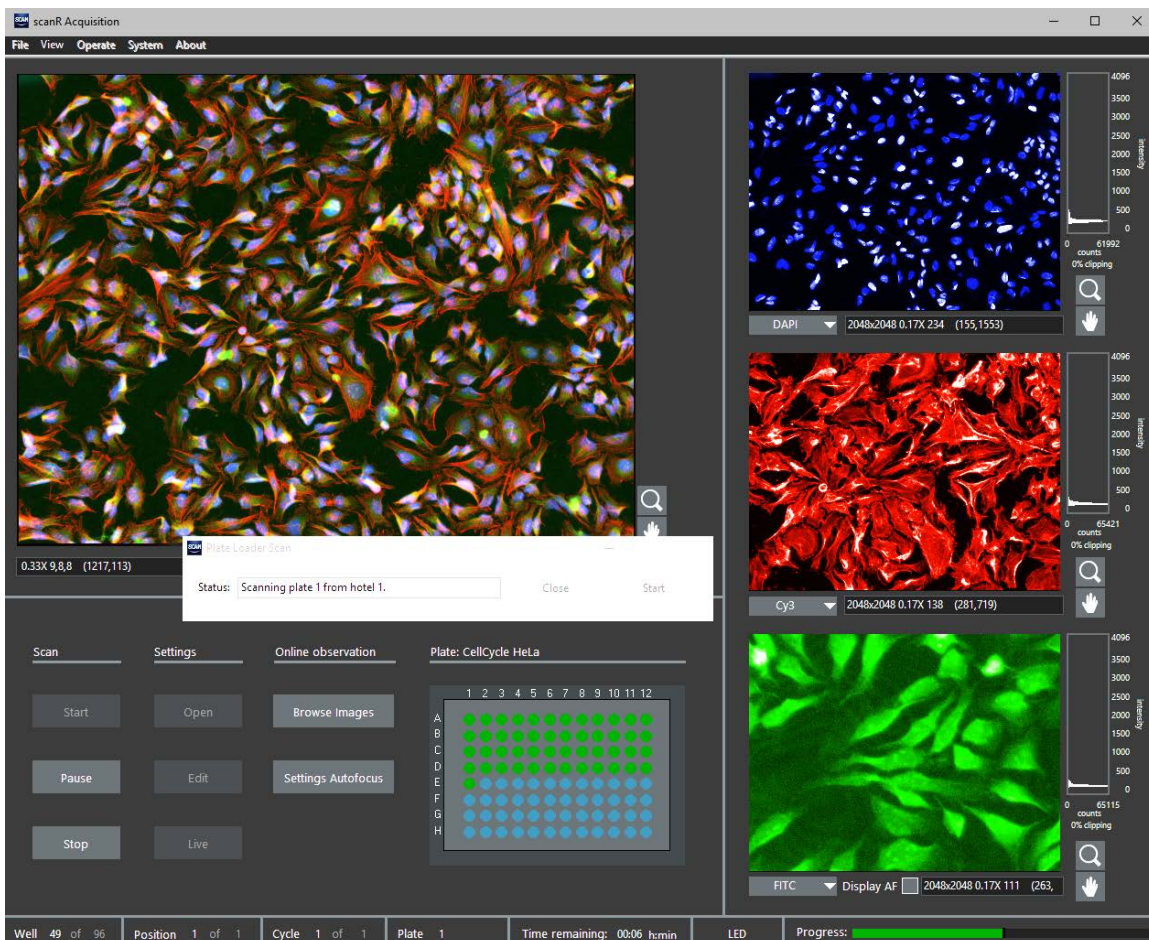 SCAN scanR Acquisition
File View Operate System About
0.33X 9,8,8 (1217,113)
SCAN Plate Loader Scan
Status: Scanning plate 1 from hotel 1. Close Start
Scan Settings Online observation Plate: CellCycle HeLa
Start Open Browse Images
Pause Edit Settings Autofocus
Stop Live
1 2 3 4 5 6 7 8 9 10 11 12
A
B
C
D
E
F
G
H
4096
3500
3000
2500
2000
1500
1000
500
0
intensity
0 61992
counts
0% clipping
DAPI 2048x2048 0.17X 234 (155,1553)
4096
3500
3000
2500
2000
1500
1000
500
0
intensity
0 65421
counts
0% clipping
Cy3 2048x2048 0.17X 138 (281,719)
4096
3500
3000
2500
2000
1500
1000
500
0
intensity
0 65115
counts
0% clipping
FITC Display AF 2048x2048 0.17X 111 (263,
Well 49 of 96 Position 1 of 1 Cycle 1 of 1 Plate 1 Time remaining: 00:06 h:min LED Progress: